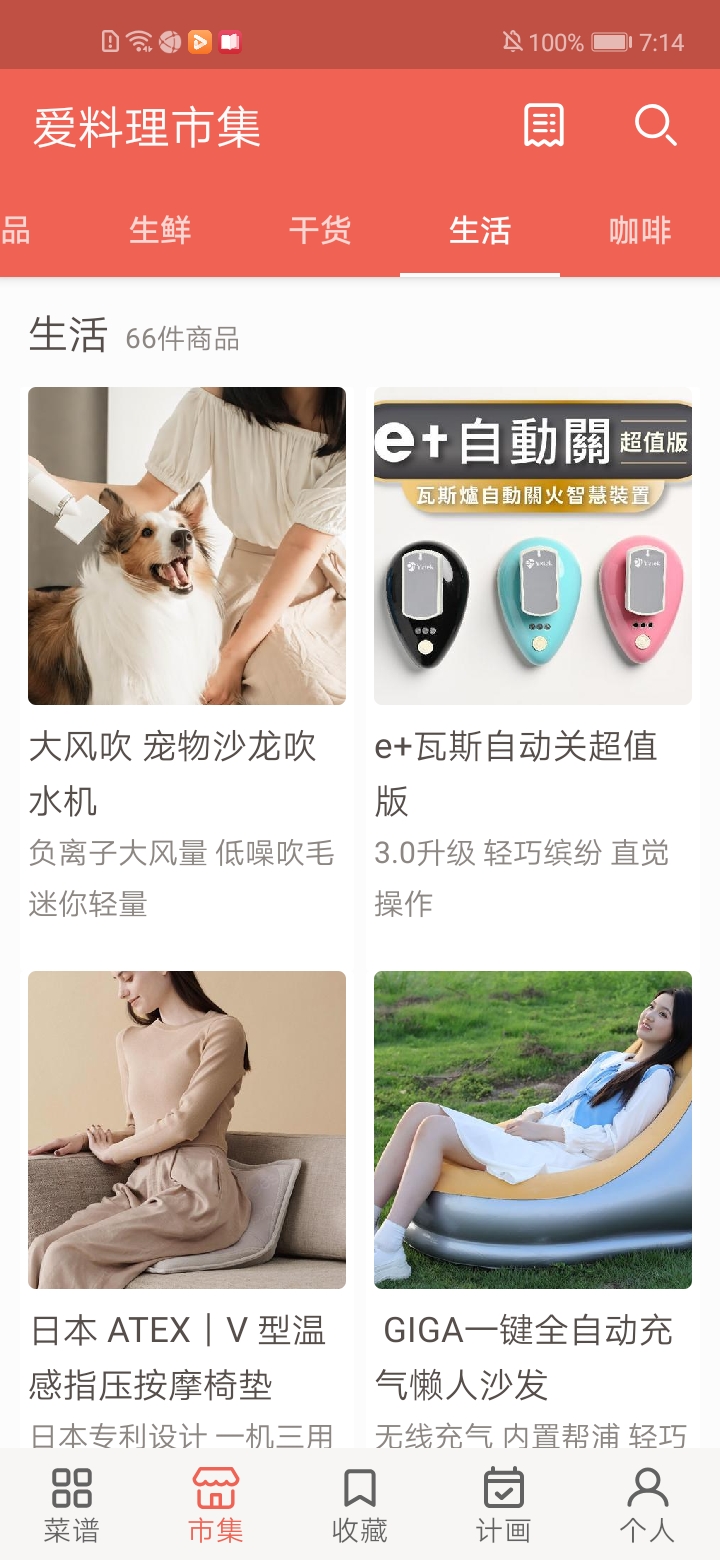 100% 7:14
爱料理市集
品 生鲜 干货 生活 咖啡
生活 66件商品
e+自動關 超值版
瓦斯爐自動關火智慧裝置
大风吹 宠物沙龙吹
水机
负离子大风量 低噪吹毛
迷你轻量
e+瓦斯自动关超值
版
3.0升级 轻巧缤纷 直觉
操作
日本 ATEX｜V 型温
感指压按摩椅垫
日本专利设计 一机三用
GIGA一键全自动充
气懒人沙发
无线充气 内置帮浦 轻巧
菜谱 市集 收藏 计画 个人